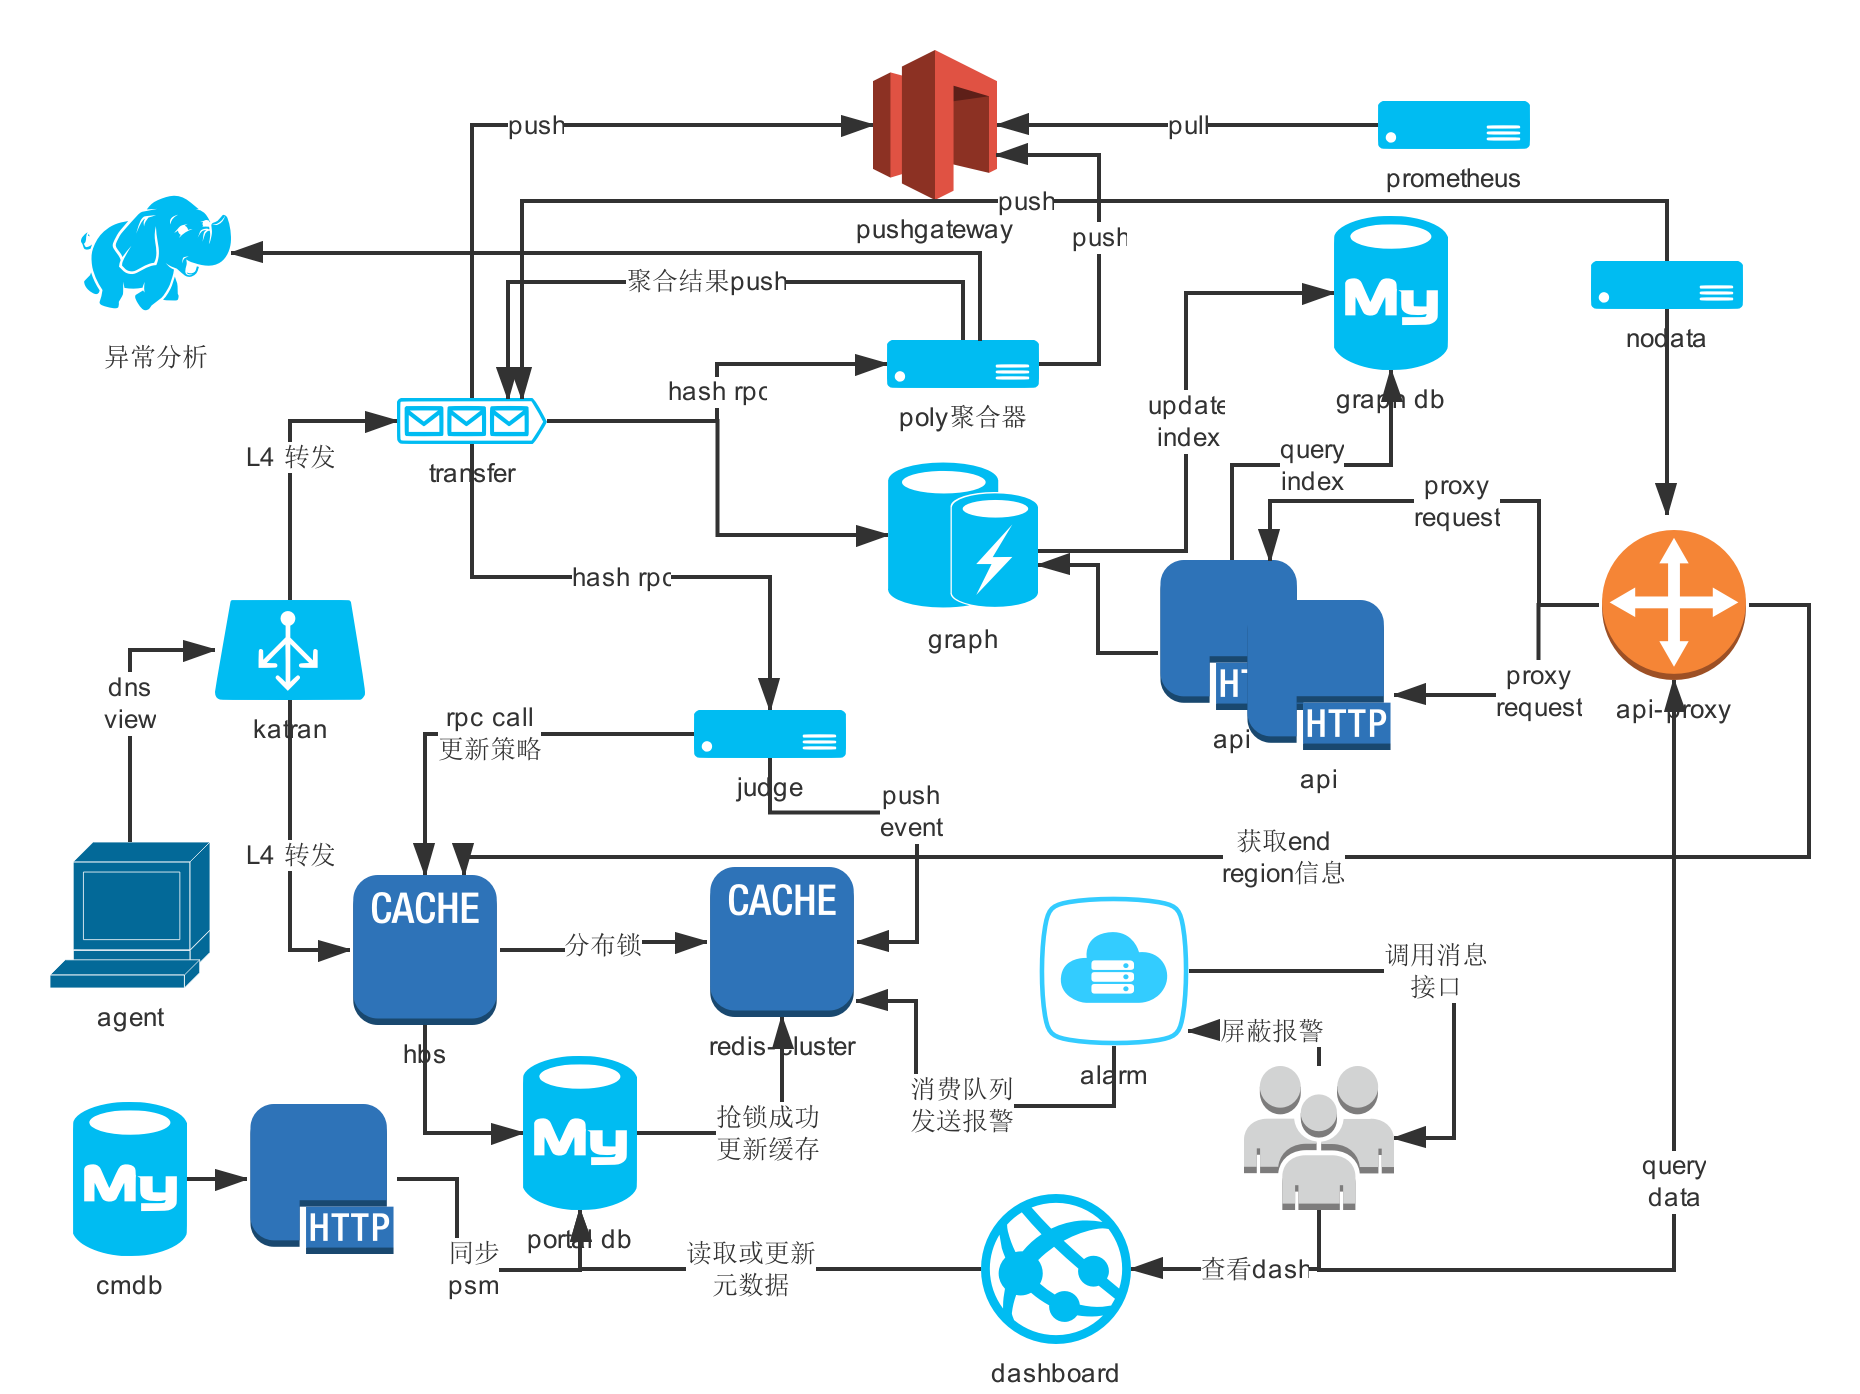 push
pull
prometheus
push
pushgateway
push
聚合结果push
异常分析
nodata
hash rpc
graph db
poly聚合器
update
index
L4 转发
transfer
query
index
proxy
request
hash rpc
graph
dns
view
katran
rpc call
更新策略
judge
push
event
HT
HTTP
api
api
proxy
request
api-proxy
L4 转发
获取end
region信息
CACHE
CACHE
分布锁
agent
hbs
redis-cluster
调用消息
接口
屏蔽报警
alarm
消费队列
发送报警
抢锁成功
更新缓存
My
My
My
HTTP
cmdb
同步
psm
portal db
读取或更新
元数据
查看dash
query
data
dashboard